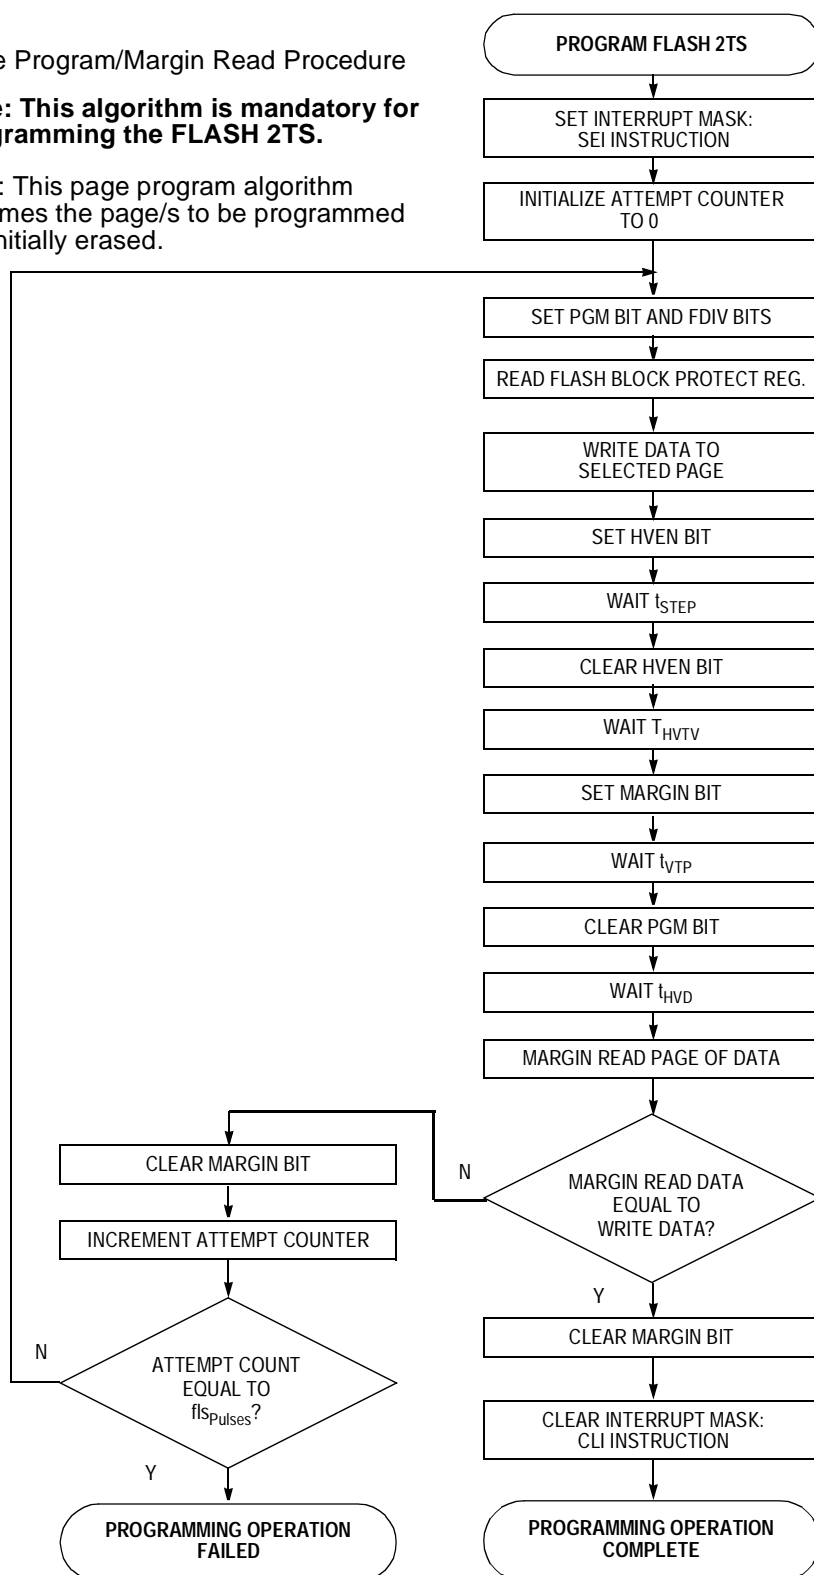 e Program/Margin Read Procedure
e: This algorithm is mandatory for
gramming the FLASH 2TS.
: This page program algorithm
mes the page/s to be programmed
nitially erased.
PROGRAM FLASH 2TS
SET INTERRUPT MASK:
SEI INSTRUCTION
INITIALIZE ATTEMPT COUNTER
TO 0
SET PGM BIT AND FDIV BITS
READ FLASH BLOCK PROTECT REG.
WRITE DATA TO
SELECTED PAGE
SET HVEN BIT
WAIT tSTEP
CLEAR HVEN BIT
WAIT THVTV
SET MARGIN BIT
WAIT tVTP
CLEAR PGM BIT
WAIT tHVD
MARGIN READ PAGE OF DATA
MARGIN READ DATA
EQUAL TO
WRITE DATA?
N
Y
CLEAR MARGIN BIT
INCREMENT ATTEMPT COUNTER
ATTEMPT COUNT
EQUAL TO
flsPulses?
N
Y
PROGRAMMING OPERATION
FAILED
CLEAR MARGIN BIT
CLEAR INTERRUPT MASK:
CLI INSTRUCTION
PROGRAMMING OPERATION
COMPLETE